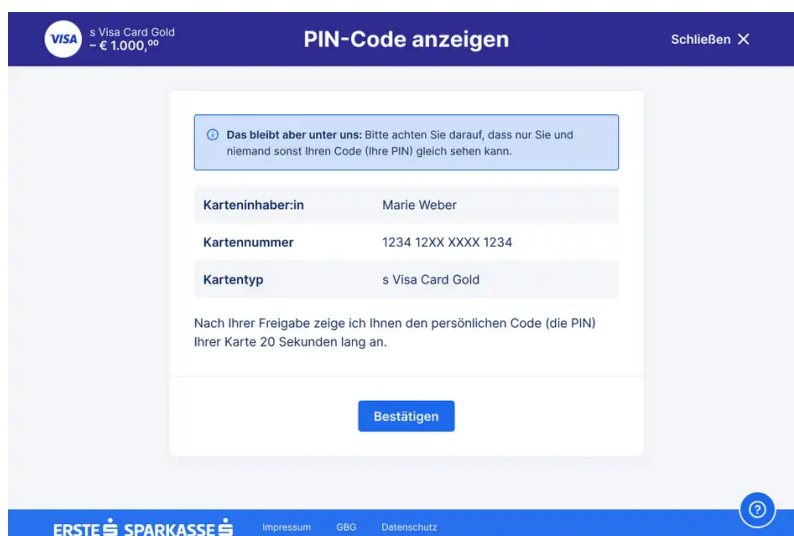 VISA
s Visa Card Gold
– € 1.000,⁰⁰
PIN-Code anzeigen
Schließen ✕
Das bleibt aber unter uns: Bitte achten Sie darauf, dass nur Sie und
niemand sonst Ihren Code (Ihre PIN) gleich sehen kann.
Karteninhaber:in Marie Weber
Kartennummer 1234 12XX XXXX 1234
Kartentyp s Visa Card Gold
Nach Ihrer Freigabe zeige ich Ihnen den persönlichen Code (die PIN)
Ihrer Karte 20 Sekunden lang an.
Bestätigen
ERSTE SPARKASSE Impressum GBG Datenschutz